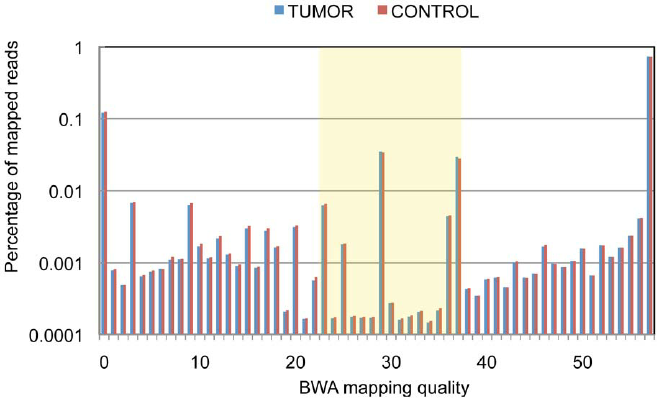 TUMOR CONTROL
Percentage of mapped reads
1
0.1
0.01
0.001
0.0001
0 10 20 30 40 50
BWA mapping quality